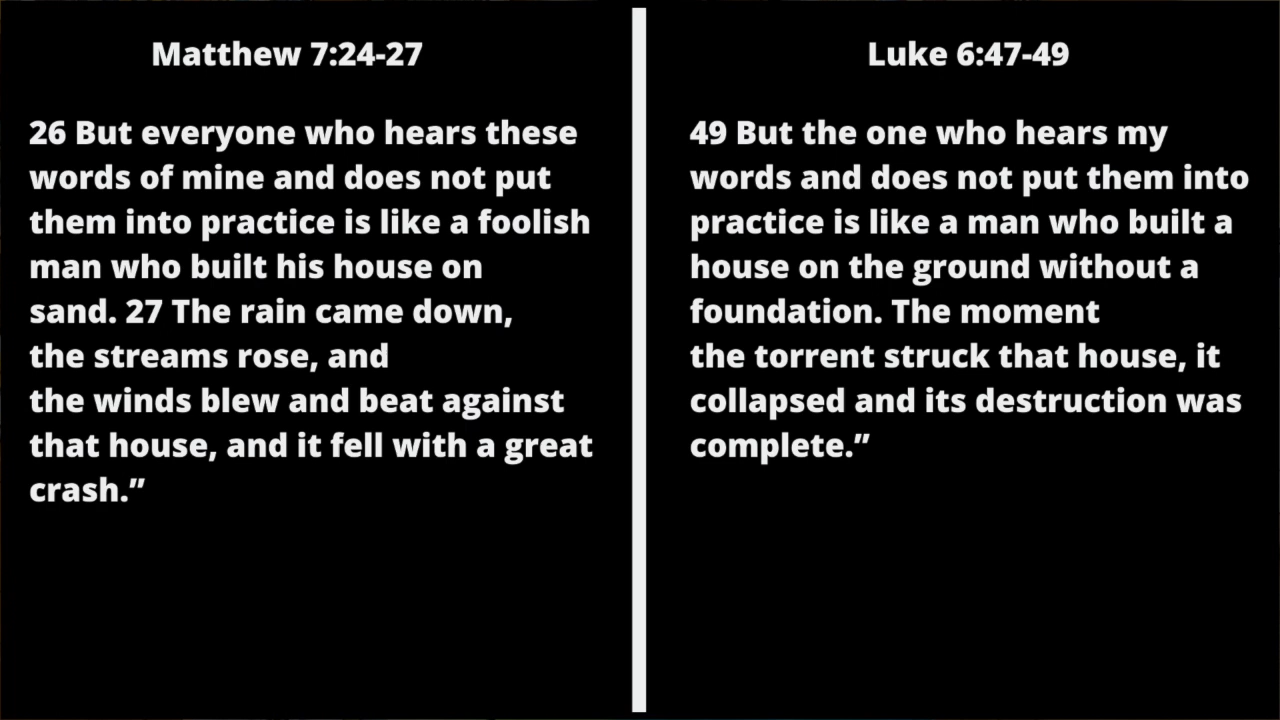 Matthew 7:24-27
26 But everyone who hears these
words of mine and does not put
them into practice is like a foolish
man who built his house on
sand. 27 The rain came down,
the streams rose, and
the winds blew and beat against
that house, and it fell with a great
crash.”
Luke 6:47-49
49 But the one who hears my
words and does not put them into
practice is like a man who built a
house on the ground without a
foundation. The moment
the torrent struck that house, it
collapsed and its destruction was
complete.”